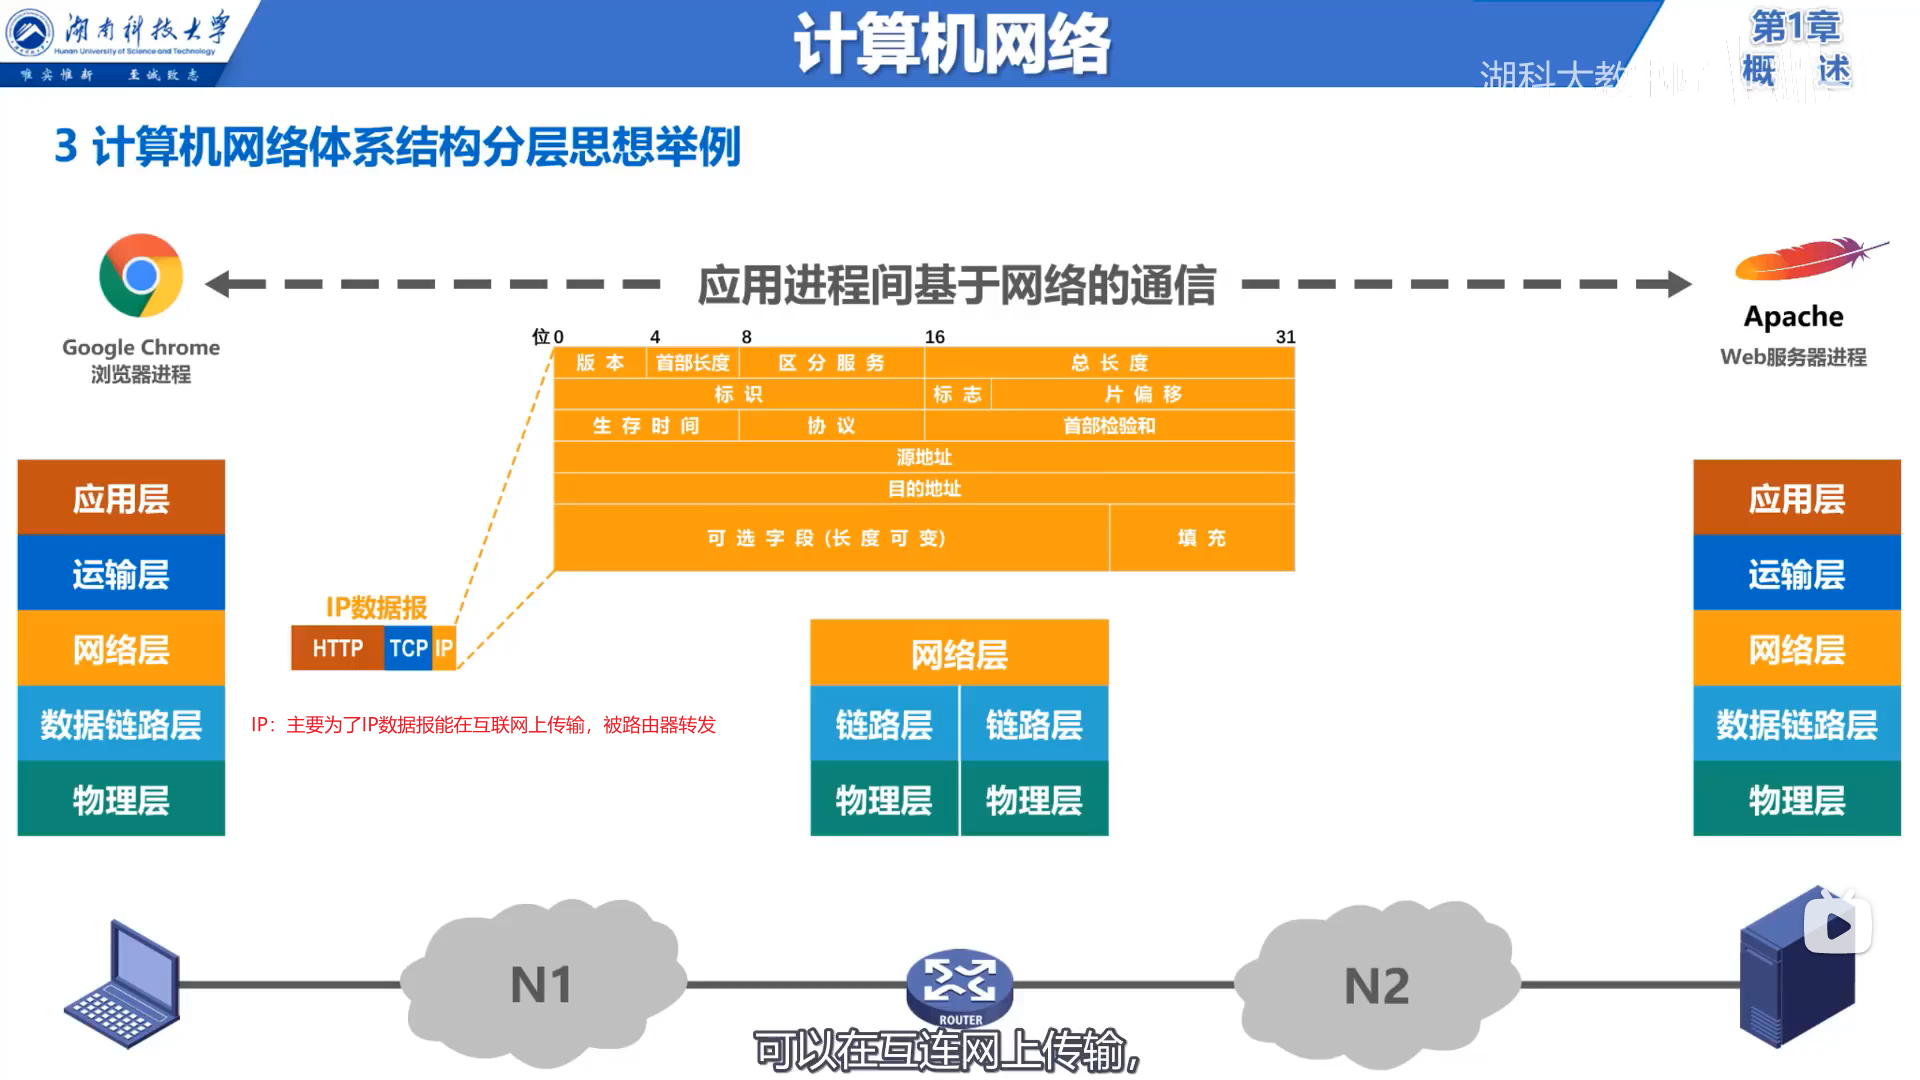 湖南科技大学
Hunan University of Science and Technology
唯实惟新 至诚致志
计算机网络
第1章
概 述
湖科大教书匠
3 计算机网络体系结构分层思想举例
应用进程间基于网络的通信
Google Chrome
浏览器进程
Apache
Web服务器进程
位 0 4 8 16 31
版本 首部长度 区分服务 总长度
标识 标志 片偏移
生存时间 协议 首部检验和
源地址
目的地址
可选字段(长度可变) 填充
应用层
运输层
网络层
数据链路层
物理层
IP数据报
HTTP TCP IP
IP：主要为了IP数据报能在互联网上传输，被路由器转发
网络层
链路层 链路层
物理层 物理层
应用层
运输层
网络层
数据链路层
物理层
N1
ROUTER
N2
可以在互连网上传输，